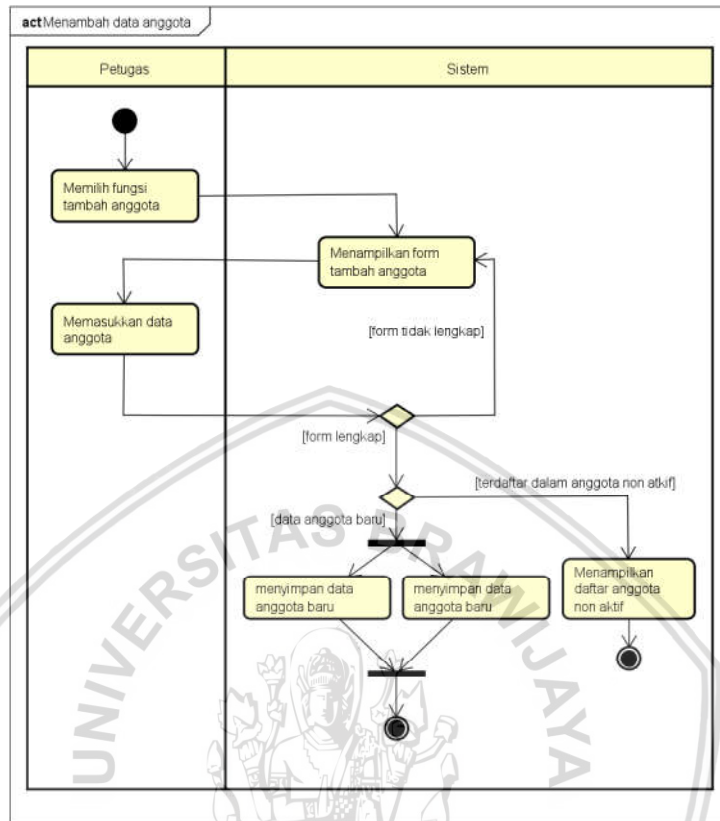 act Menambah data anggota
Petugas
Sistem
Memilih fungsi
tambah anggota
Menampilkan form
tambah anggota
Memasukkan data
anggota
[form tidak lengkap]
[form lengkap]
[terdaftar dalam anggota non atkif]
[data anggota baru]
menyimpan data
anggota baru
menyimpan data
anggota baru
Menampilkan
daftar anggota
non aktif
UNIVERSITAS BRAWIJAYA